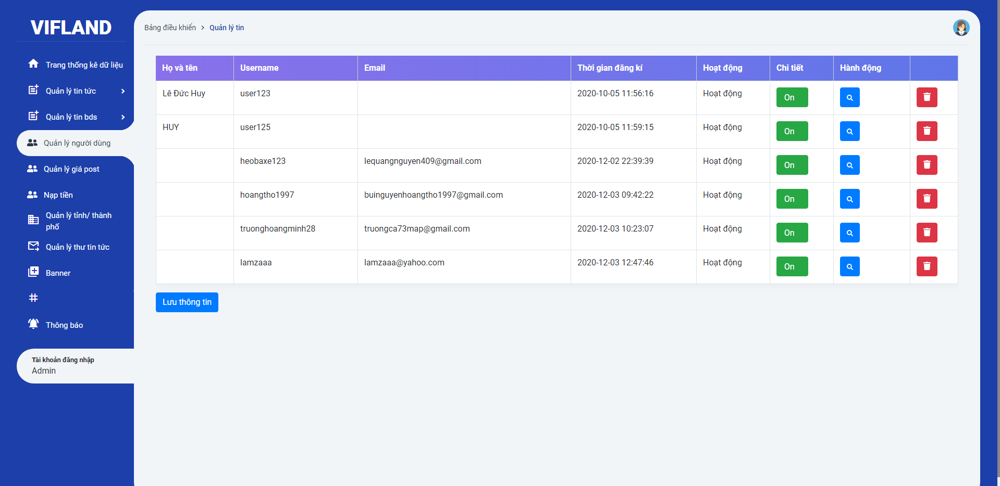 VIFLAND
Trang thống kê dữ liệu
Quản lý tin tức
Quản lý tin bds
Quản lý người dùng
Quản lý giá post
Nạp tiền
Quản lý tỉnh/ thành
phố
Quản lý thư tin tức
Banner
Thông báo
Tài khoản đăng nhập
Admin
Bảng điều khiển > Quản lý tin
Họ và tên Username Email Thời gian đăng kí Hoạt động Chi tiết Hành động
Lê Đức Huy user123 2020-10-05 11:56:16 Hoạt động On
HUY user125 2020-10-05 11:59:15 Hoạt động On
heobaxe123 lequangnguyen409@gmail.com 2020-12-02 22:39:39 Hoạt động On
hoangtho1997 buinguyenhoangtho1997@gmail.com 2020-12-03 09:42:22 Hoạt động On
truonghoangminh28 truongca73map@gmail.com 2020-12-03 10:23:07 Hoạt động On
lamzaaa lamzaaa@yahoo.com 2020-12-03 12:47:46 Hoạt động On
Lưu thông tin